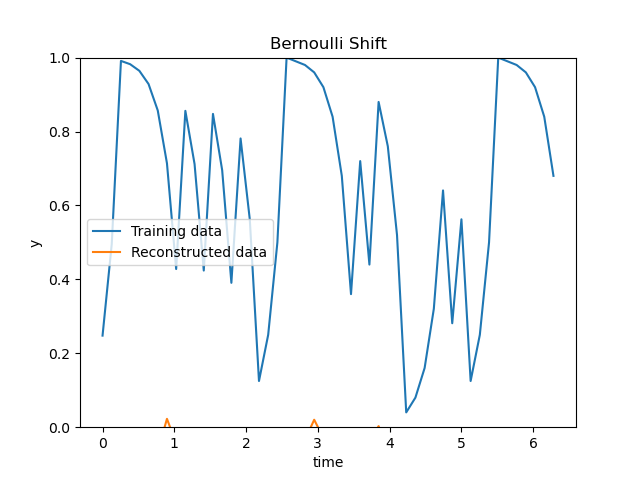 Bernoulli Shift
1.0
0.8
0.6
0.4
0.2
0.0
y
Training data
Reconstructed data
0 1 2 3 4 5 6
time